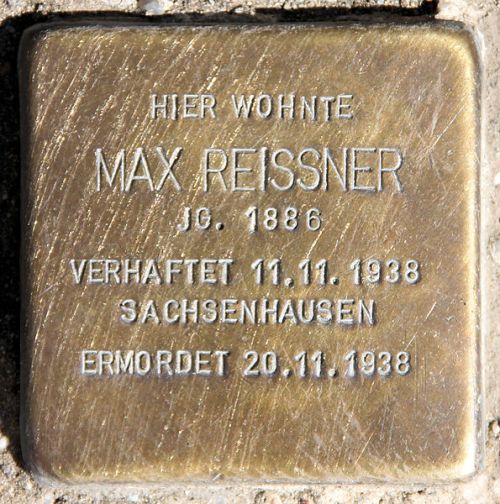 HIER WOHNTE
MAX REISSNER
JG. 1886
VERHAFTET 11.11.1938
SACHSENHAUSEN
ERMORDET 20.11.1938